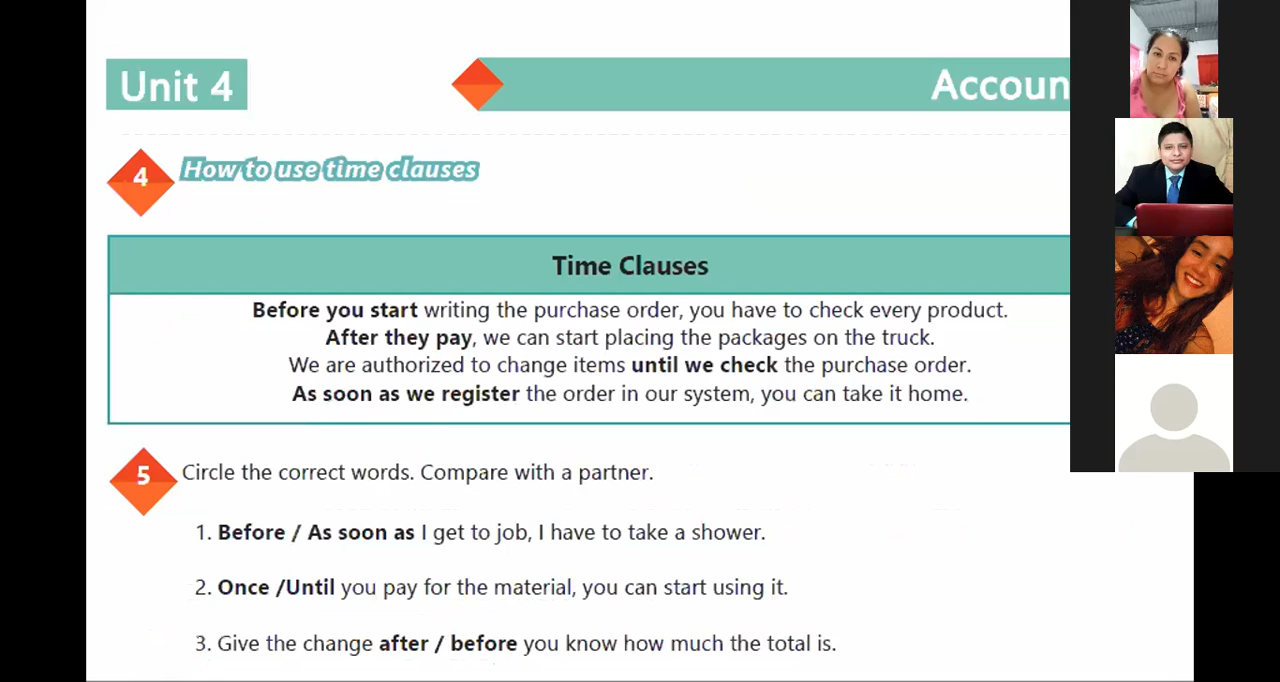 Unit 4
Accoun
4
How to use time clauses
Time Clauses
Before you start writing the purchase order, you have to check every product.
After they pay, we can start placing the packages on the truck.
We are authorized to change items until we check the purchase order.
As soon as we register the order in our system, you can take it home.
5
Circle the correct words. Compare with a partner.
1. Before / As soon as I get to job, I have to take a shower.
2. Once /Until you pay for the material, you can start using it.
3. Give the change after / before you know how much the total is.